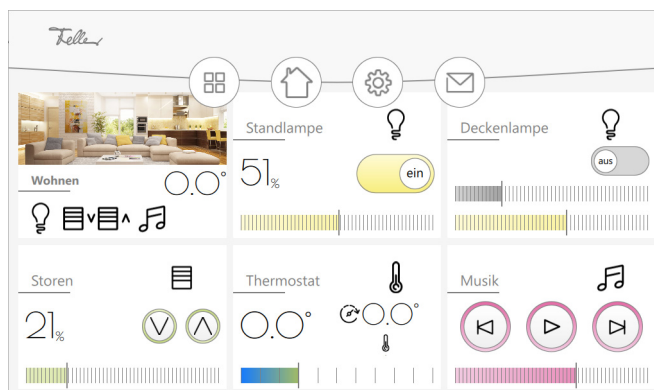 Feller
Standlampe
Deckenlampe
51%
ein
aus
Wohnen
0.0°
Storen
Thermostat
Musik
21%
0.0°
0.0°